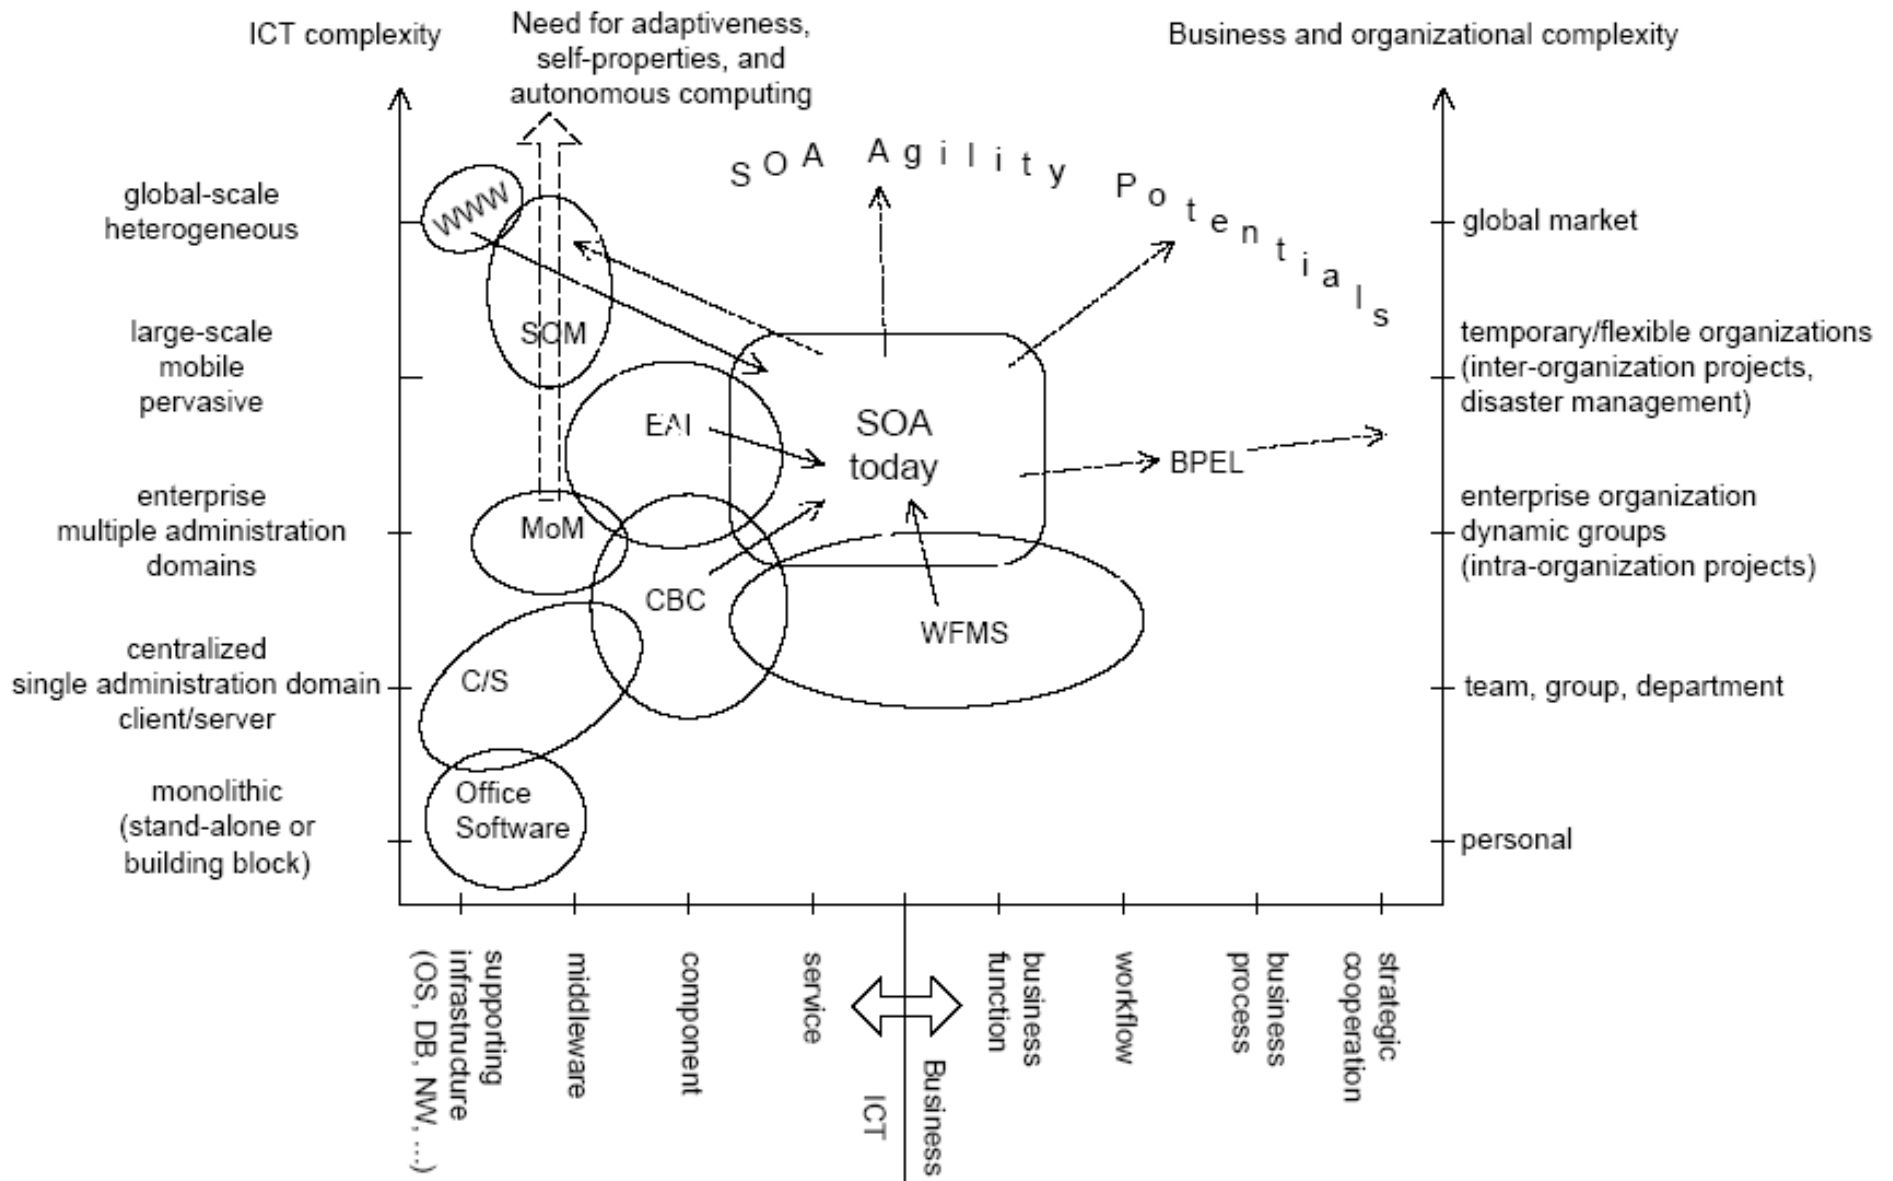 ICT complexity
Need for adaptiveness,
self-properties, and
autonomous computing
Business and organizational complexity
SOA Agility Potentials
global-scale
heterogeneous
large-scale
mobile
pervasive
enterprise
multiple administration
domains
centralized
single administration domain
client/server
monolithic
(stand-alone or
building block)
WWW
SOM
EAI
MoM
CBC
C/S
Office
Software
SOA
today
WFMS
BPEL
global market
temporary/flexible organizations
(inter-organization projects,
disaster management)
enterprise organization
dynamic groups
(intra-organization projects)
team, group, department
personal
supporting
infrastructure
(OS, DB, NW, ...)
middleware
component
service
ICT
Business
business
function
workflow
business
process
strategic
cooperation